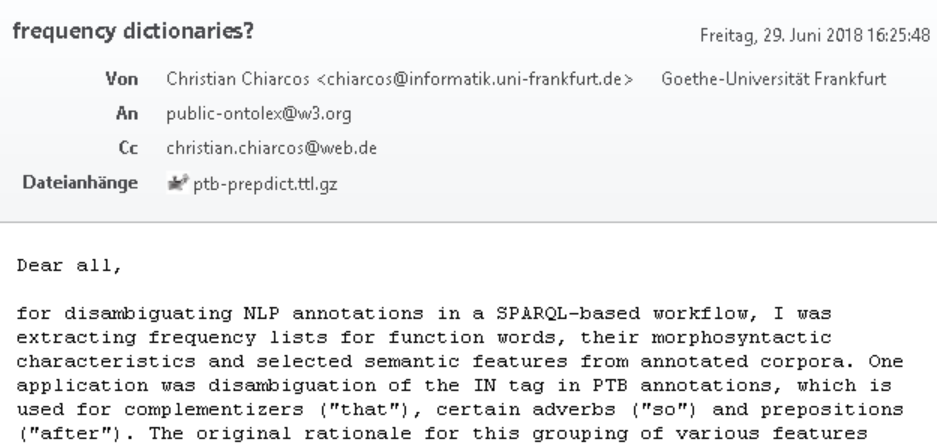 frequency dictionaries?
Freitag, 29. Juni 2018 16:25:48
Von Christian Chiarcos <chiarcos@informatik.uni-frankfurt.de> Goethe-Universität Frankfurt
An public-ontolex@w3.org
Cc christian.chiarcos@web.de
Dateianhänge ptb-prepdict.ttl.gz
Dear all,
for disambiguating NLP annotations in a SPARQL-based workflow, I was
extracting frequency lists for function words, their morphosyntactic
characteristics and selected semantic features from annotated corpora. One
application was disambiguation of the IN tag in PTB annotations, which is
used for complementizers ("that"), certain adverbs ("so") and prepositions
("after"). The original rationale for this grouping of various features